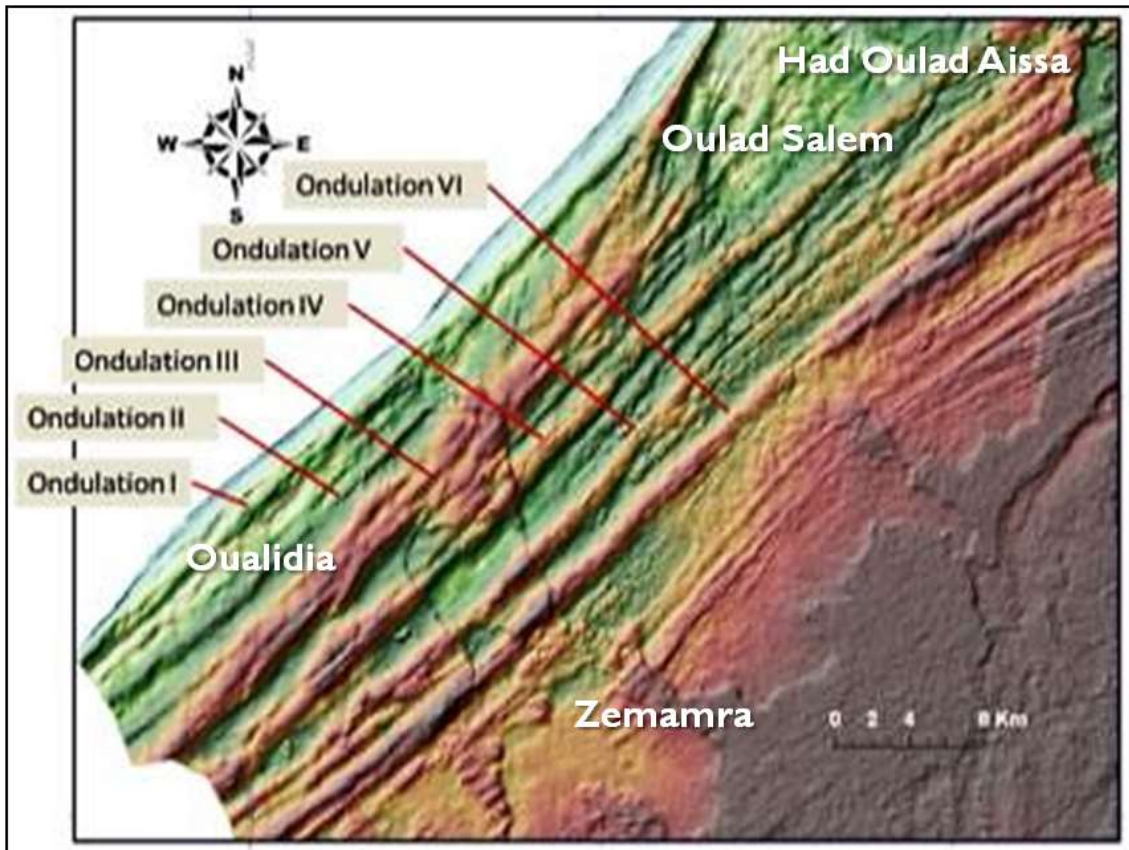 Had Oulad Aissa
N
Oulad Salem
W E
S
Ondulation VI
Ondulation V
Ondulation IV
Ondulation III
Ondulation II
Ondulation I
Oualidia
Zemamra
0 2 4 8 Km